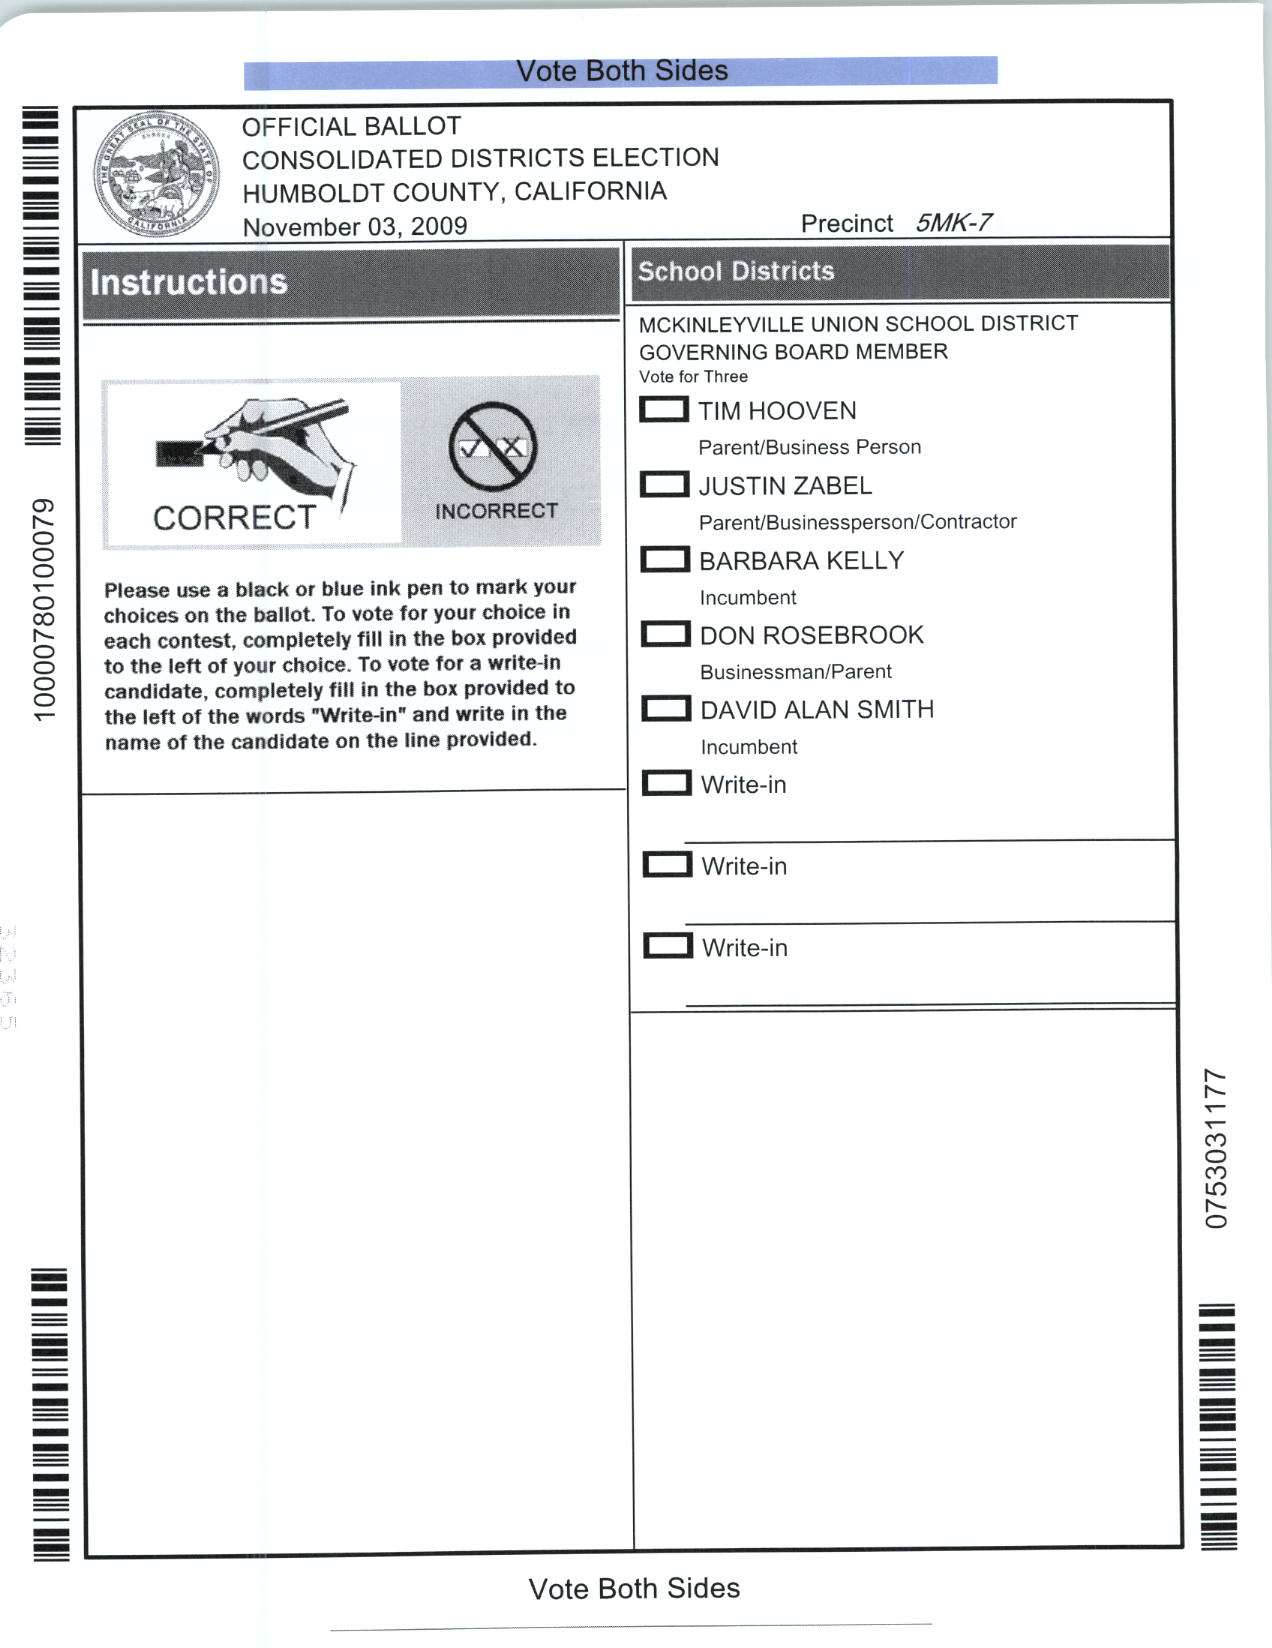 Vote Both Sides
OFFICIAL BALLOT
CONSOLIDATED DISTRICTS ELECTION
HUMBOLDT COUNTY, CALIFORNIA
November 03, 2009
Precinct 5MK-7
THE GREAT SEAL OF THE STATE OF CALIFORNIA
EUREKA
Instructions
CORRECT
INCORRECT
Please use a black or blue ink pen to mark your
choices on the ballot. To vote for your choice in
each contest, completely fill in the box provided
to the left of your choice. To vote for a write-in
candidate, completely fill in the box provided to
the left of the words "Write-in" and write in the
name of the candidate on the line provided.
School Districts
MCKINLEYVILLE UNION SCHOOL DISTRICT
GOVERNING BOARD MEMBER
Vote for Three
TIM HOOVEN
Parent/Business Person
JUSTIN ZABEL
Parent/Businessperson/Contractor
BARBARA KELLY
Incumbent
DON ROSEBROOK
Businessman/Parent
DAVID ALAN SMITH
Incumbent
Write-in
Write-in
Write-in
10000780100079
0753031177
Vote Both Sides